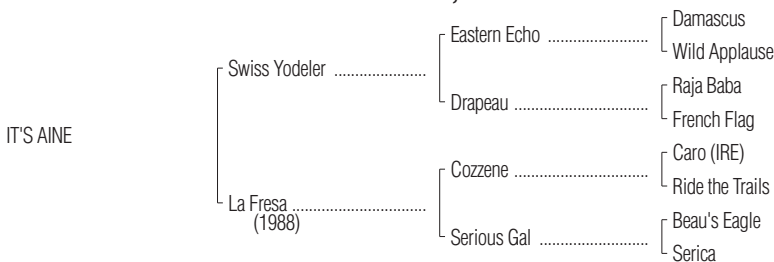 Damascus
Eastern Echo ........................
Wild Applause
Swiss Yodeler ......................
Raja Baba
Drapeau ................................
French Flag
IT'S AINE
Caro (IRE)
Cozzene ................................
Ride the Trails
La Fresa ................................
(1988)
Beau's Eagle
Serious Gal ..........................
Serica